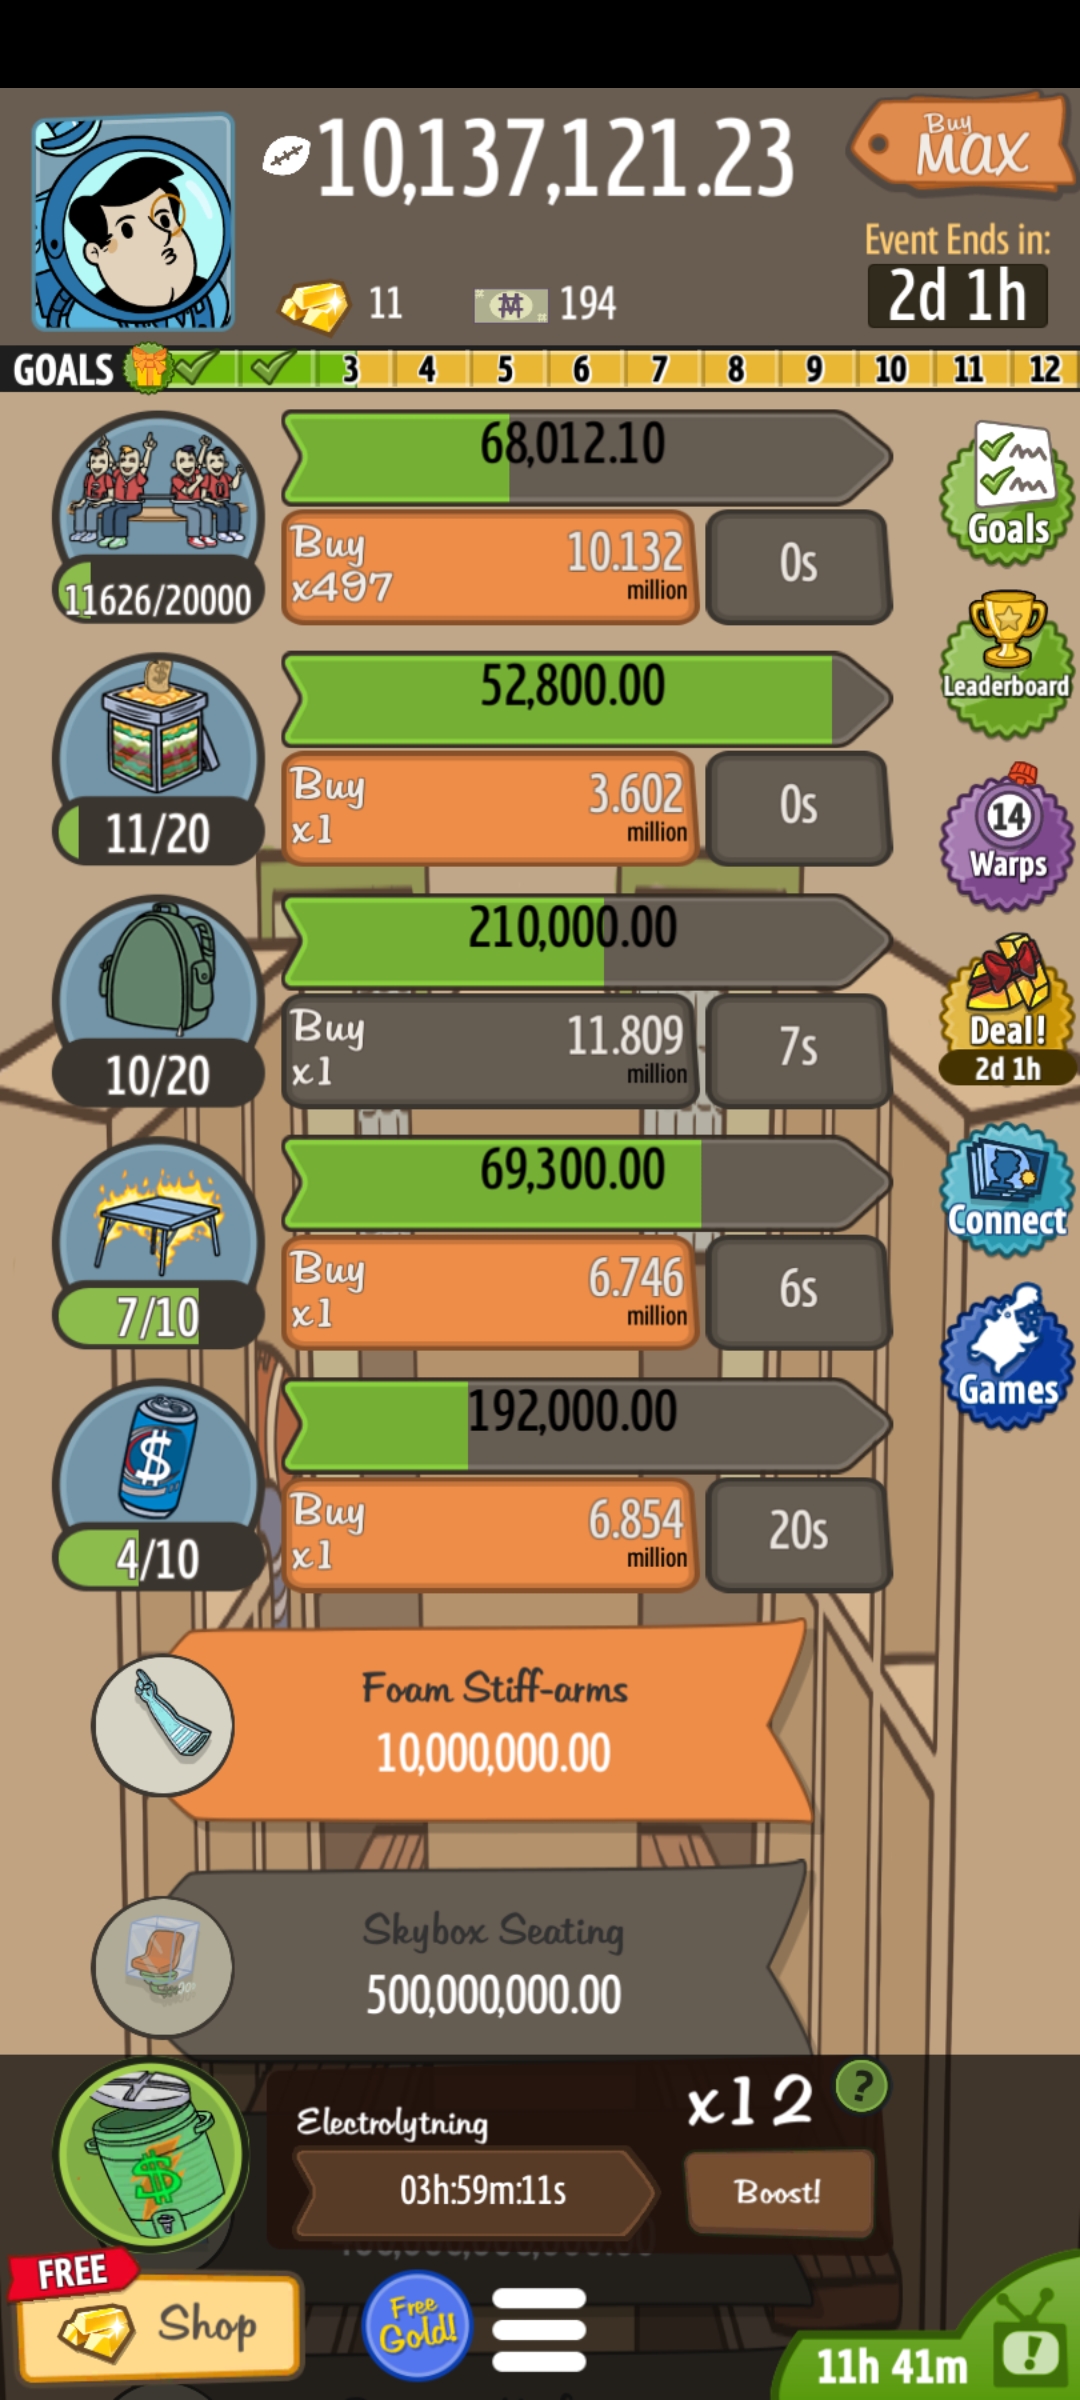 10,137,121.23
Buy
MAX
Event Ends in:
2d 1h
11
194
GOALS 3 4 5 6 7 8 9 10 11 12
68,012.10
Buy
x497
10.132
million
0s
11626/20000
Goals
52,800.00
Buy
x1
3.602
million
0s
11/20
Leaderboard
14
Warps
210,000.00
Buy
x1
11.809
million
7s
10/20
Deal!
2d 1h
69,300.00
Buy
x1
6.746
million
6s
7/10
Connect
192,000.00
Buy
x1
6.854
million
20s
4/10
Games
Foam Stiff-arms
10,000,000.00
Skybox Seating
500,000,000.00
Electrolytning
x12
?
03h:59m:11s
Boost!
FREE
Shop
Free
Gold!
11h 41m
!